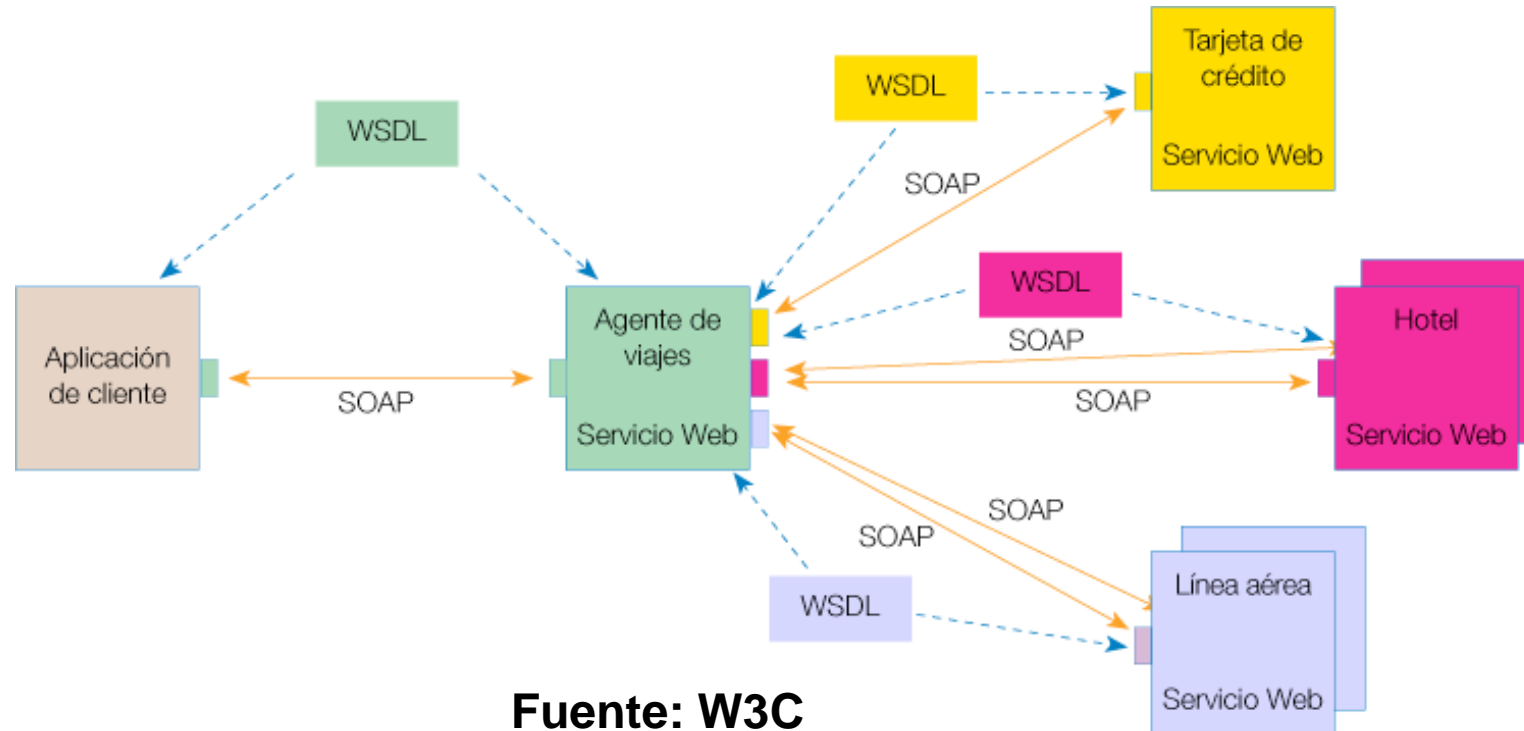 WSDL
WSDL
Tarjeta de
crédito
Servicio Web
SOAP
WSDL
Aplicación
de cliente
SOAP
Agente de
viajes
Servicio Web
SOAP
SOAP
Hotel
Servicio Web
SOAP
SOAP
WSDL
Línea aérea
Servicio Web
Fuente: W3C